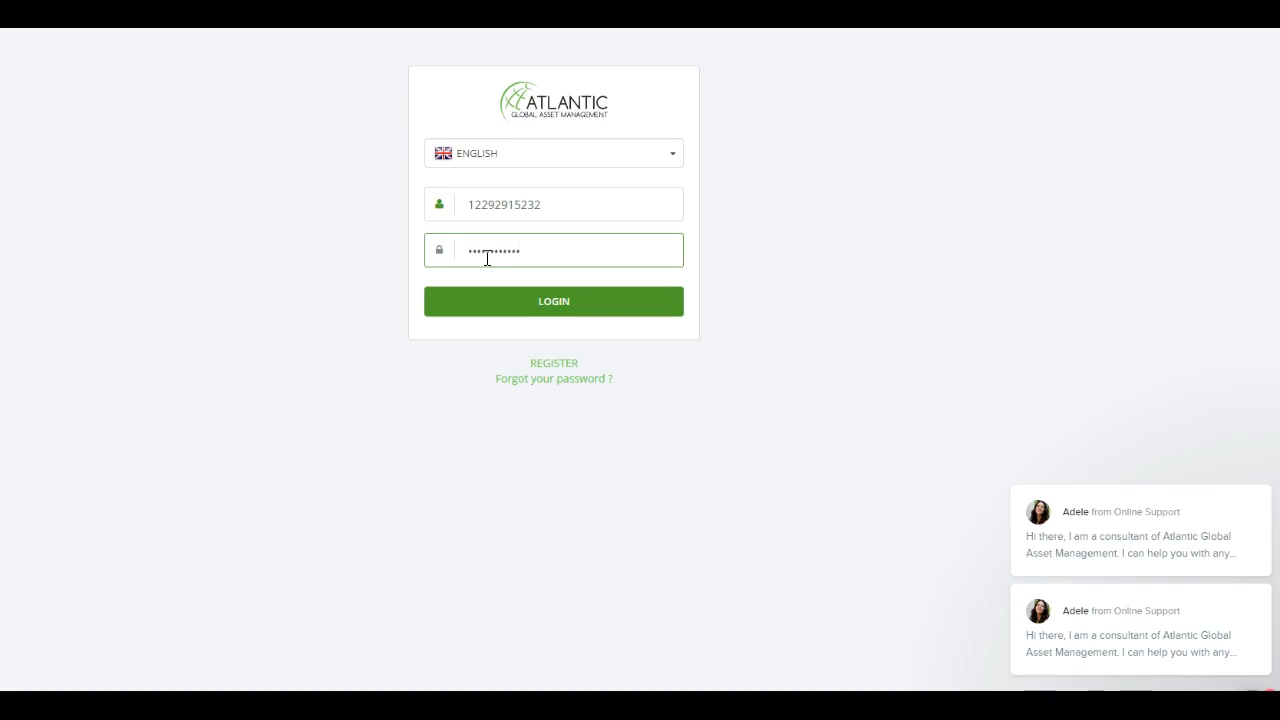 ATLANTIC
GLOBAL ASSET MANAGEMENT
ENGLISH
12292915232
••••••••••••
LOGIN
REGISTER
Forgot your password ?
Adele from Online Support
Hi there, I am a consultant of Atlantic Global
Asset Management. I can help you with any...
Adele from Online Support
Hi there, I am a consultant of Atlantic Global
Asset Management. I can help you with any...